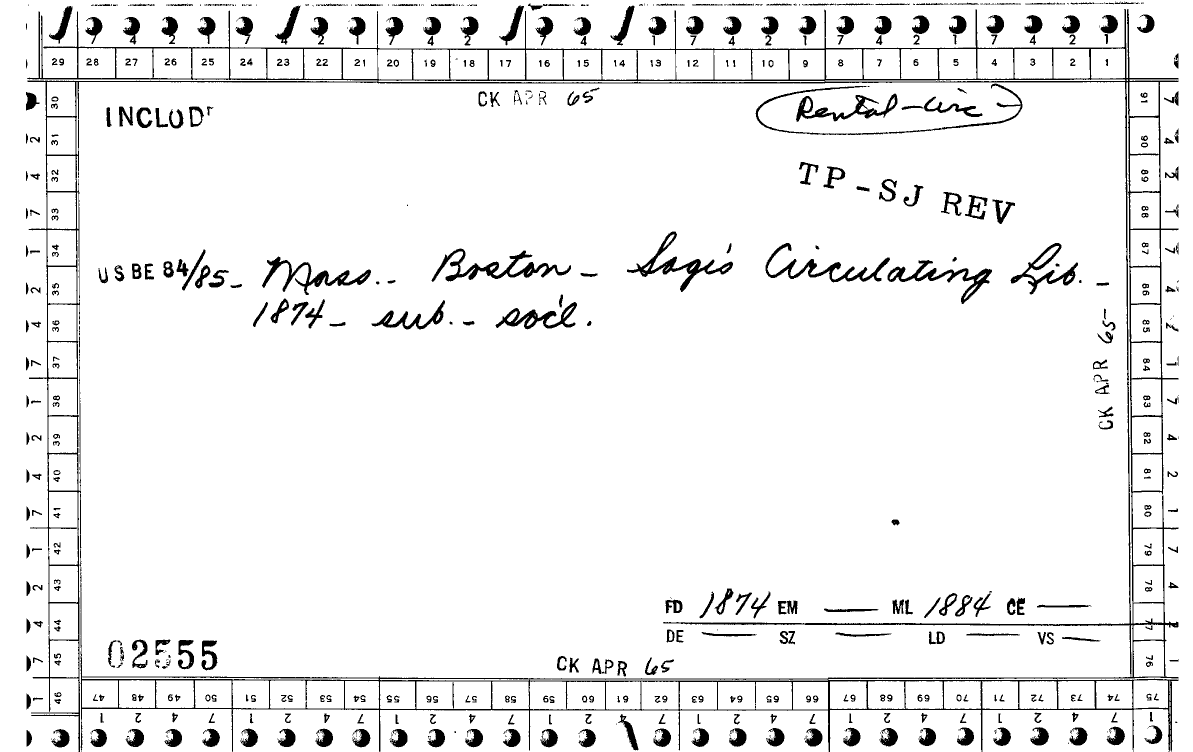 7 4 2 1 7 4 2 1 7 4 2 1 7 4 2 1 7 4 2 1 7 4 2 1 7 4 2 1
29 28 27 26 25 24 23 22 21 20 19 18 17 16 15 14 13 12 11 10 9 8 7 6 5 4 3 2 1
CK APR 65
INCLOD
Rental-circ
TP-SJ REV
USBE 84/85- Mass.- Boston- Sagi's Circulating Lib.-
1874- sub.- soc'l.
CK APR 65
FD 1874 EM — ML 1884 CE —
DE — SZ — LD — VS —
02555
CK APR 65
30 31 32 33 34 35 36 37 38 39 40 41 42 43 44 45 46
91 90 89 88 87 86 85 84 83 82 81 80 79 78 77 76
47 48 49 50 51 52 53 54 55 56 57 58 59 60 61 62 63 64 65 66 67 68 69 70 71 72 73 74 75
1 2 4 7 1 2 4 7 1 2 4 7 1 2 4 7 1 2 4 7 1 2 4 7 1 2 4 7 1